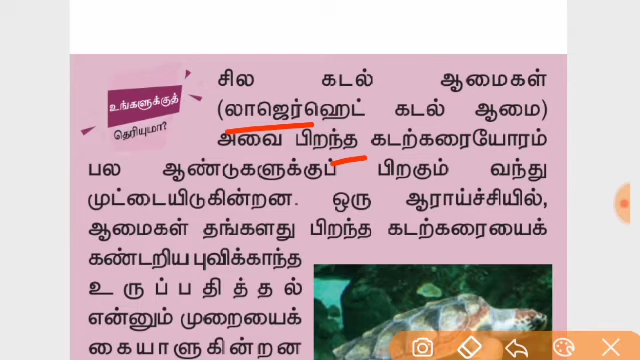 உங்களுக்குத்
தெரியுமா?
சில கடல் ஆமைகள்
(லாஜெர்ஹெட் கடல் ஆமை)
அவை பிறந்த கடற்கரையோரம்
பல ஆண்டுகளுக்குப் பிறகும் வந்து
முட்டையிடுகின்றன. ஒரு ஆராய்ச்சியில்,
ஆமைகள் தங்களது பிறந்த கடற்கரையைக்
கண்டறிய புவிக்காந்த
உருப்பதித்தல்
என்னும் முறையைக்
கையாளுகின்றன